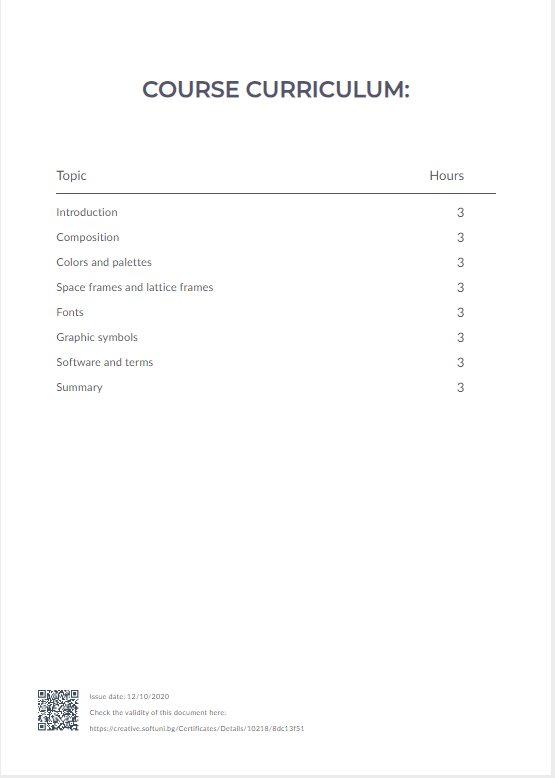 COURSE CURRICULUM:
Topic Hours
Introduction 3
Composition 3
Colors and palettes 3
Space frames and lattice frames 3
Fonts 3
Graphic symbols 3
Software and terms 3
Summary 3
Issue date: 12/10/2020
Check the validity of this document here:
https://creative.softuni.bg/Certificates/Details/10218/8dc13f51